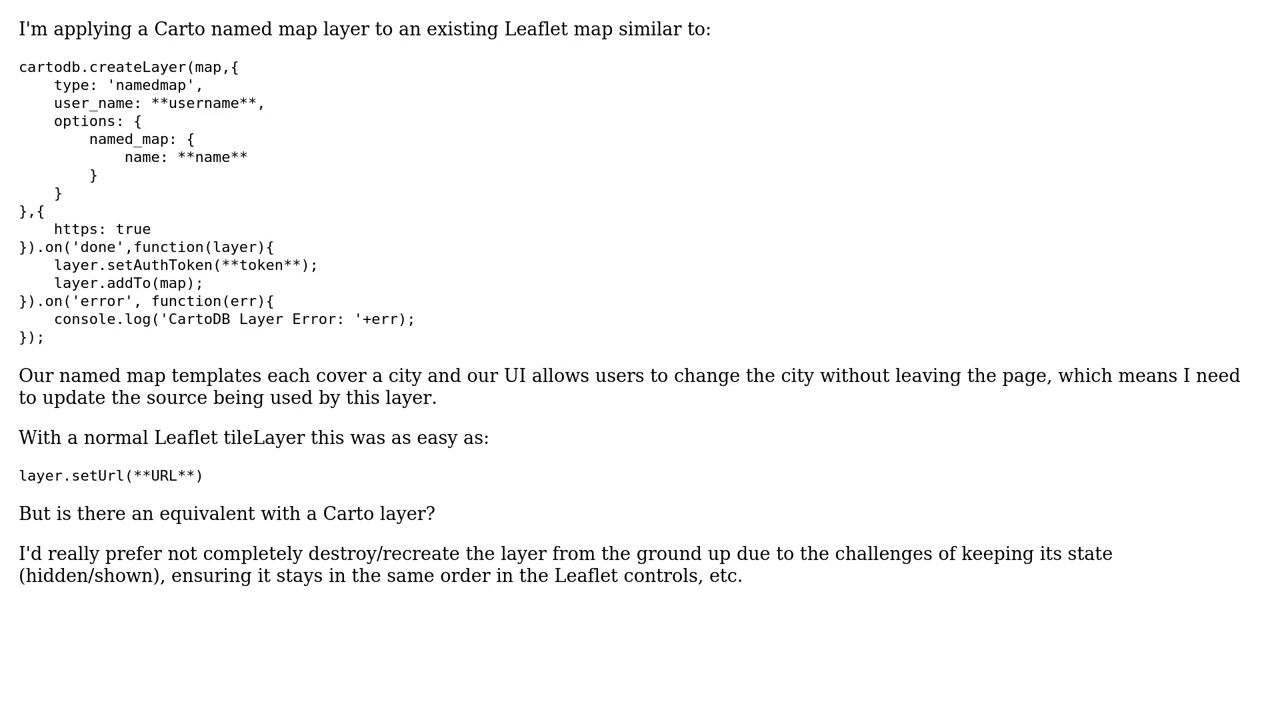 I'm applying a Carto named map layer to an existing Leaflet map similar to:
cartodb.createLayer(map,{
    type: 'namedmap',
    user_name: **username**,
    options: {
        named_map: {
            name: **name**
        }
    }
},{
    https: true
}).on('done',function(layer){
    layer.setAuthToken(**token**);
    layer.addTo(map);
}).on('error', function(err){
    console.log('CartoDB Layer Error: '+err);
});
Our named map templates each cover a city and our UI allows users to change the city without leaving the page, which means I need
to update the source being used by this layer.
With a normal Leaflet tileLayer this was as easy as:
layer.setUrl(**URL**)
But is there an equivalent with a Carto layer?
I'd really prefer not completely destroy/recreate the layer from the ground up due to the challenges of keeping its state
(hidden/shown), ensuring it stays in the same order in the Leaflet controls, etc.